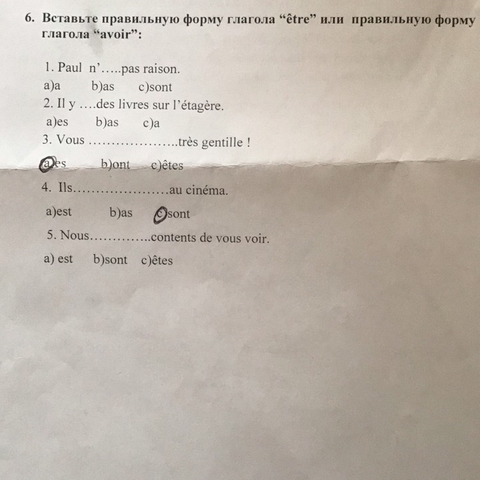 6. Вставьте правильную форму глагола “être” или правильную форму
глагола “avoir”:
1. Paul n’…..pas raison.
a)a b)as c)sont
2. Il y ….des livres sur l’étagère.
a)es b)as c)a
3. Vous ………………..très gentille !
a)es b)ont c)êtes
4. Ils…………………au cinéma.
a)est b)as c)sont
5. Nous…………..contents de vous voir.
a) est b)sont c)êtes